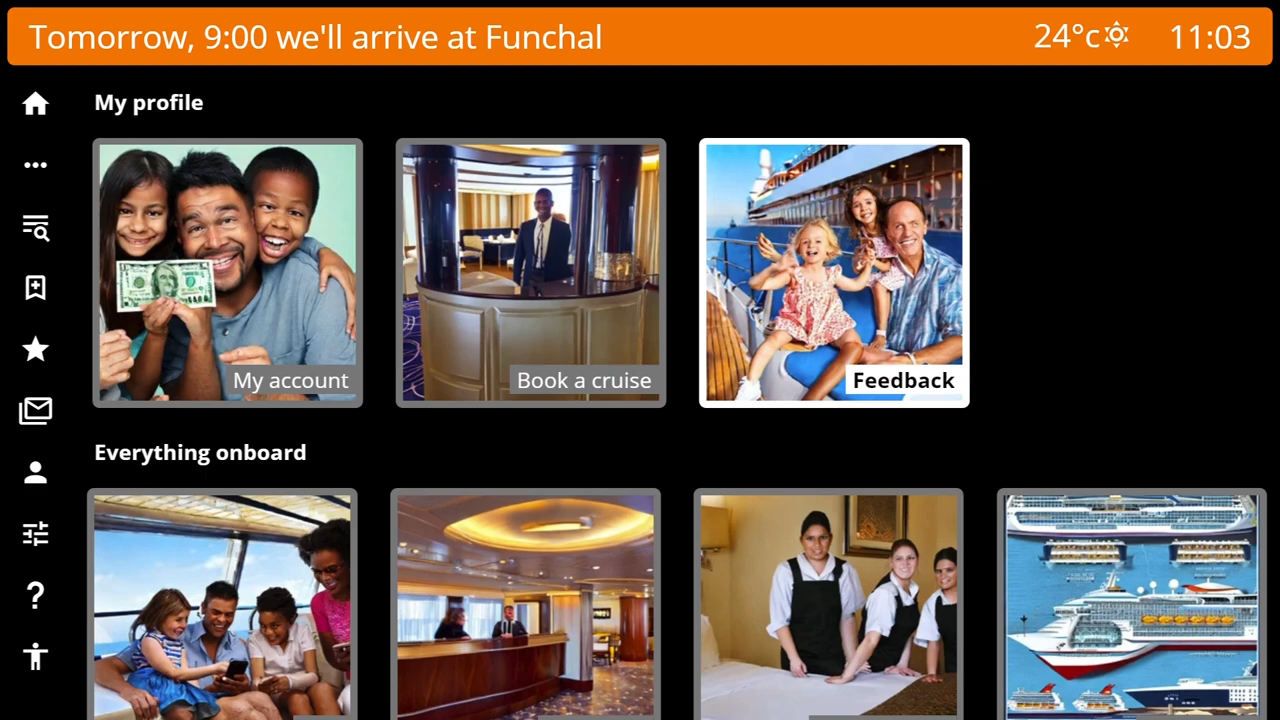 Tomorrow, 9:00 we'll arrive at Funchal
24°c
11:03
My profile
My account
Book a cruise
Feedback
Everything onboard
?